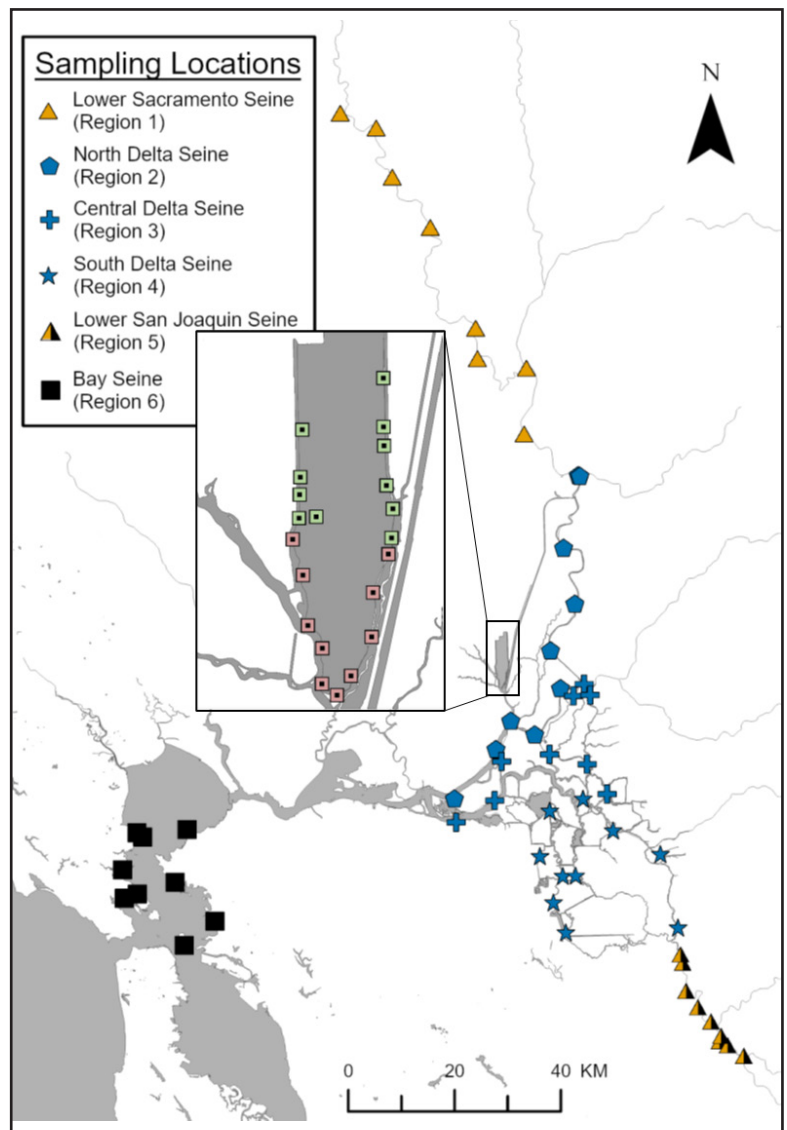 Sampling Locations
Lower Sacramento Seine
(Region 1)
North Delta Seine
(Region 2)
Central Delta Seine
(Region 3)
South Delta Seine
(Region 4)
Lower San Joaquin Seine
(Region 5)
Bay Seine
(Region 6)
N
0 20 40 KM